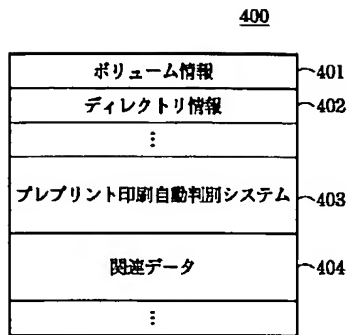 400
ボリューム情報 401
ディレクトリ情報 402
⋮
プレプリント印刷自動判別システム 403
関連データ 404
⋮